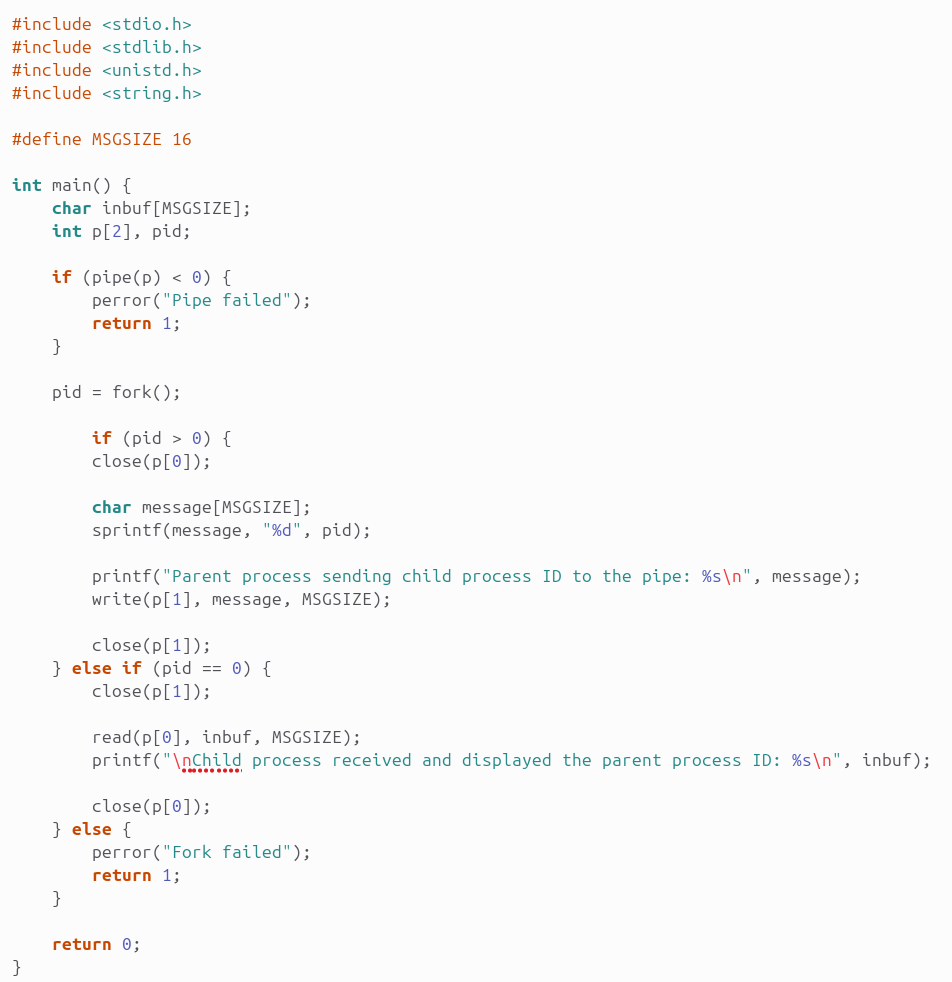 #include <stdio.h>
#include <stdlib.h>
#include <unistd.h>
#include <string.h>

#define MSGSIZE 16

int main() {
    char inbuf[MSGSIZE];
    int p[2], pid;

    if (pipe(p) < 0) {
        perror("Pipe failed");
        return 1;
    }

    pid = fork();

        if (pid > 0) {
        close(p[0]);

        char message[MSGSIZE];
        sprintf(message, "%d", pid);

        printf("Parent process sending child process ID to the pipe: %s\n", message);
        write(p[1], message, MSGSIZE);

        close(p[1]);
    } else if (pid == 0) {
        close(p[1]);

        read(p[0], inbuf, MSGSIZE);
        printf("\nChild process received and displayed the parent process ID: %s\n", inbuf);

        close(p[0]);
    } else {
        perror("Fork failed");
        return 1;
    }

    return 0;
}